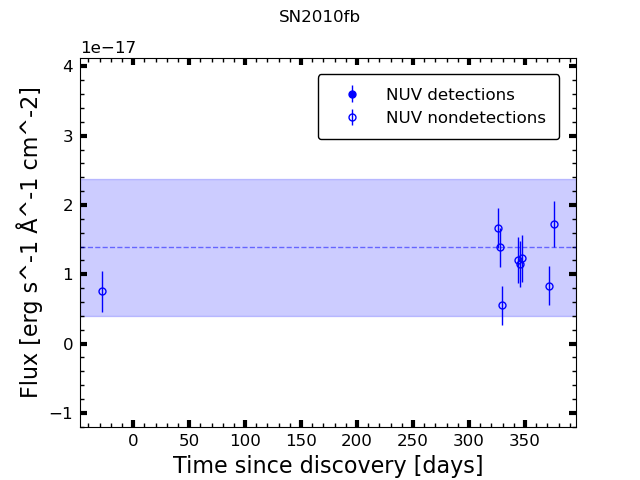 SN2010fb
1e−17
4
3
2
1
0
−1
Flux [erg s^-1 Å^-1 cm^-2]
NUV detections
NUV nondetections
0 50 100 150 200 250 300 350
Time since discovery [days]